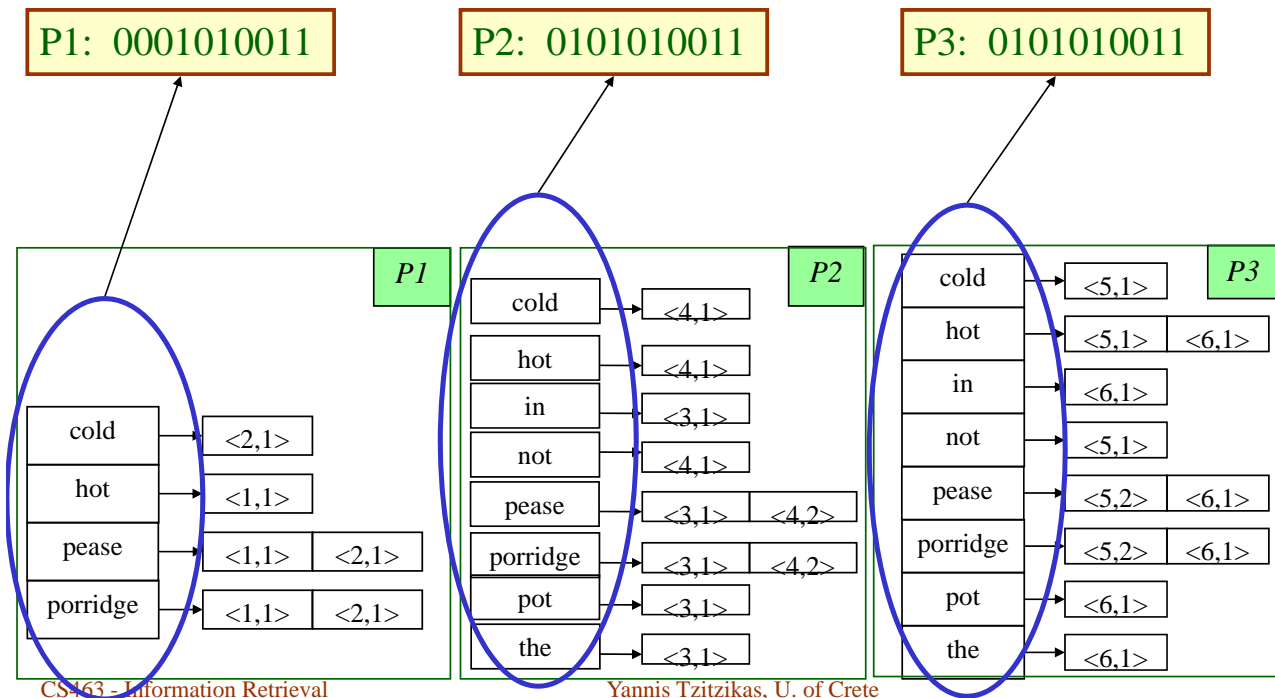 P1: 0001010011
P2: 0101010011
P3: 0101010011
P1
cold <2,1>
hot <1,1>
pease <1,1> <2,1>
porridge <1,1> <2,1>
P2
cold <4,1>
hot <4,1>
in <3,1>
not <4,1>
pease <3,1> <4,2>
porridge <3,1> <4,2>
pot <3,1>
the <3,1>
P3
cold <5,1>
hot <5,1> <6,1>
in <6,1>
not <5,1>
pease <5,2> <6,1>
porridge <5,2> <6,1>
pot <6,1>
the <6,1>
CS463 - Information Retrieval
Yannis Tzitzikas, U. of Crete